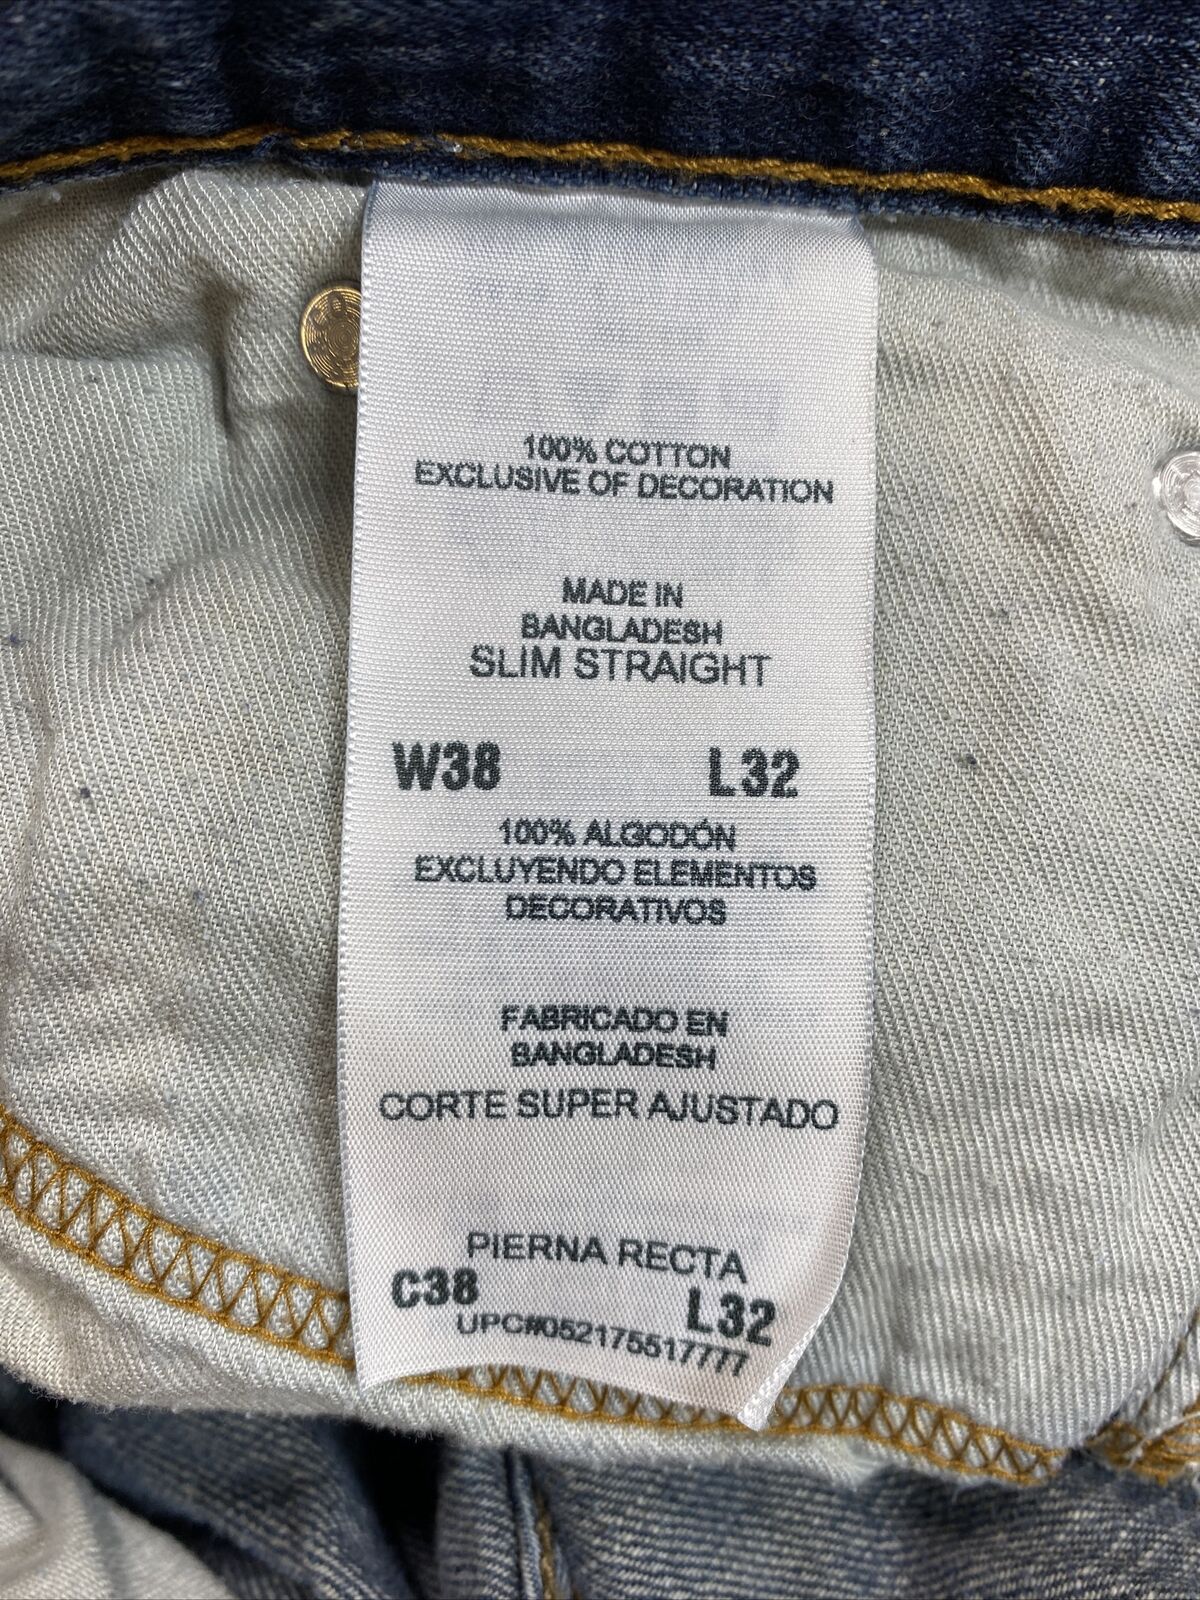 100% COTTON
EXCLUSIVE OF DECORATION
MADE IN
BANGLADESH
SLIM STRAIGHT
W38 L32
100% ALGODÓN
EXCLUYENDO ELEMENTOS
DECORATIVOS
FABRICADO EN
BANGLADESH
CORTE SUPER AJUSTADO
PIERNA RECTA
C38 L32
UPC#052175517777